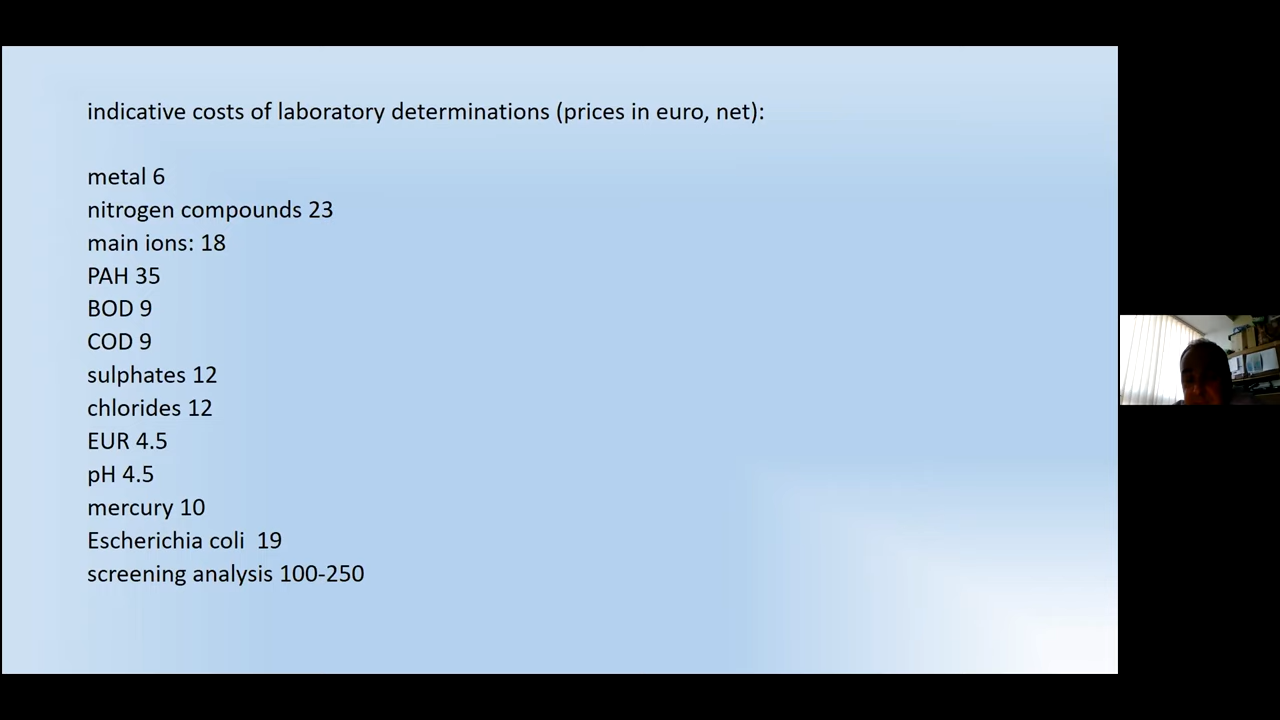 indicative costs of laboratory determinations (prices in euro, net):
metal 6
nitrogen compounds 23
main ions: 18
PAH 35
BOD 9
COD 9
sulphates 12
chlorides 12
EUR 4.5
pH 4.5
mercury 10
Escherichia coli  19
screening analysis 100-250